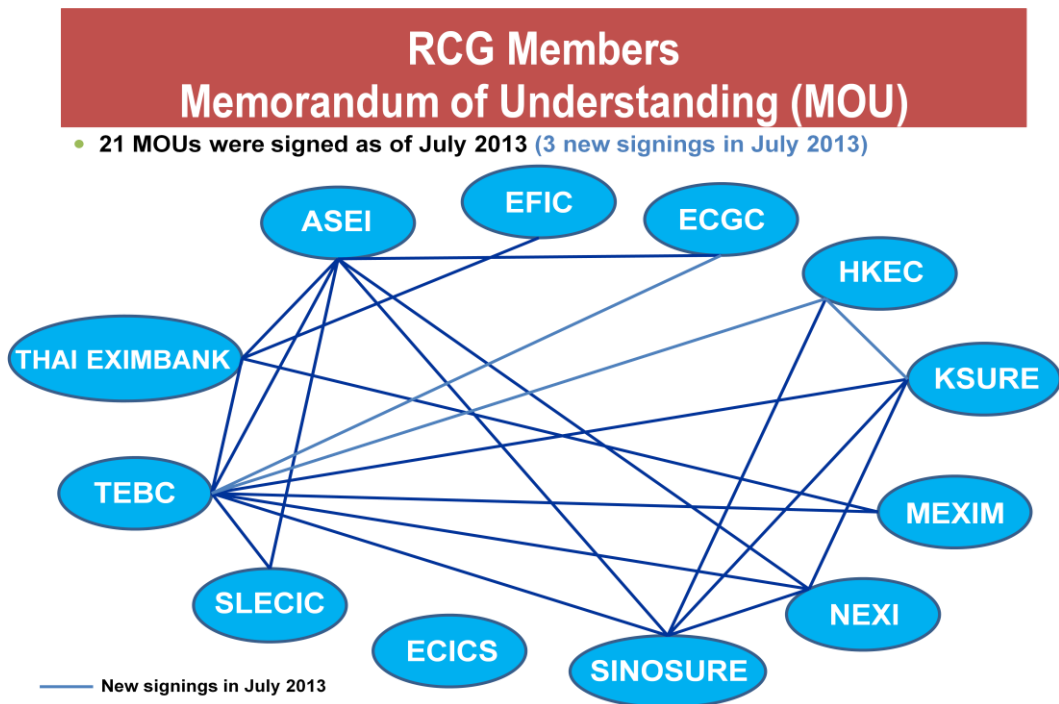 RCG Members
Memorandum of Understanding (MOU)
• 21 MOUs were signed as of July 2013 (3 new signings in July 2013)
ASEI
EFIC
ECGC
HKEC
THAI EXIMBANK
KSURE
TEBC
MEXIM
SLECIC
NEXI
ECICS
SINOSURE
New signings in July 2013